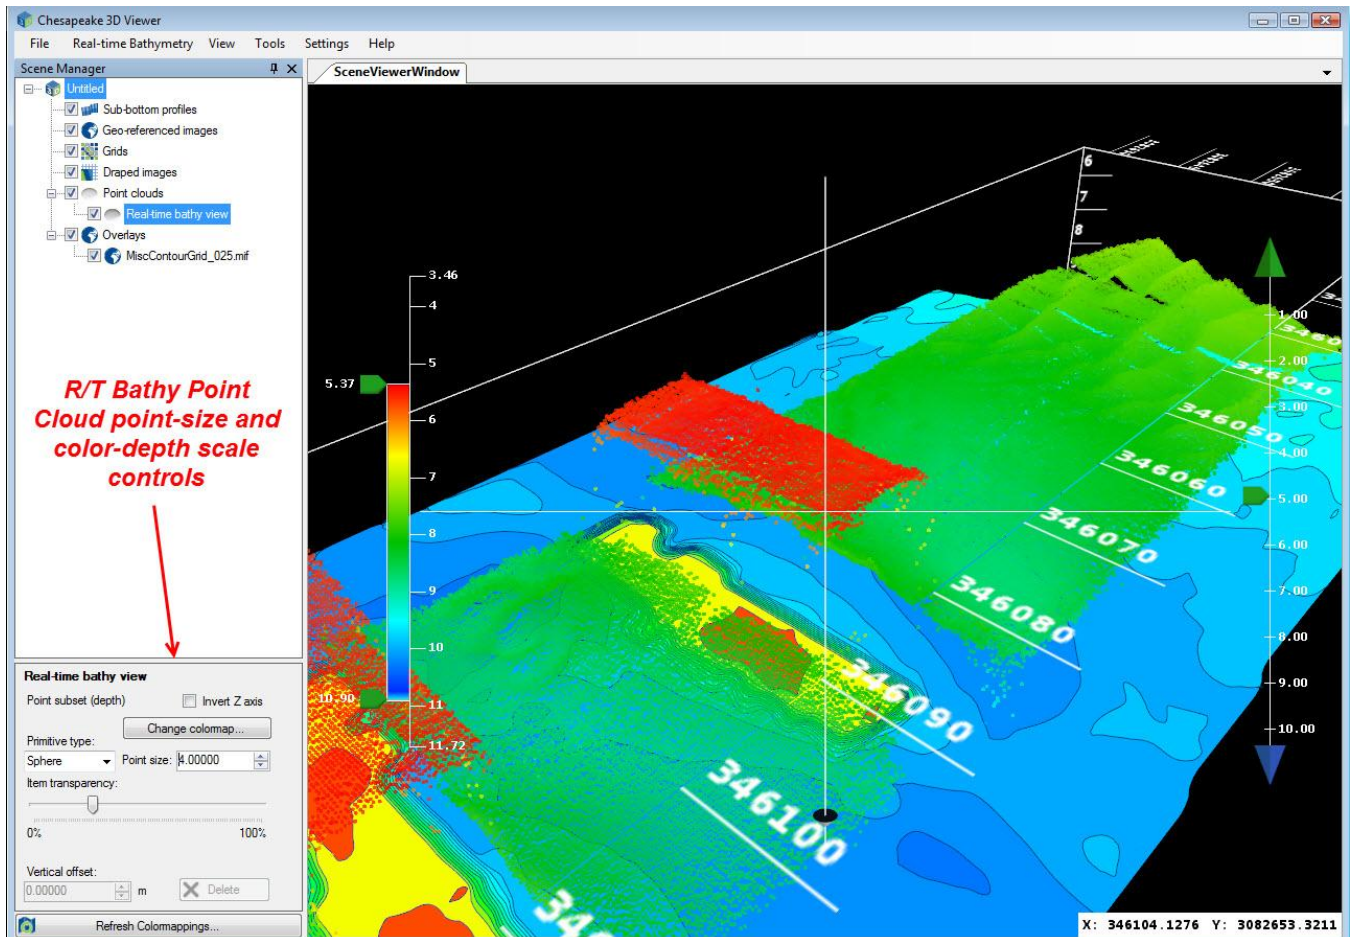 Chesapeake 3D Viewer
File Real-time Bathymetry View Tools Settings Help
Scene Manager
SceneViewerWindow
Untitled
Sub-bottom profiles
Geo-referenced images
Grids
Draped images
Point clouds
Real-time bathy view
Overlays
MiscContourGrid_025.mif
R/T Bathy Point
Cloud point-size and
color-depth scale
controls
Real-time bathy view
Point subset (depth)
Invert Z axis
Change colormap...
Primitive type:
Sphere
Point size: 4.00000
Item transparency:
0% 100%
Vertical offset:
0.00000 m
Delete
Refresh Colormappings...
3.46
4
5
5.37
6
7
8
9
10
10.90
11
11.72
6
7
8
1.00
2.00
3.00
4.00
5.00
6.00
7.00
8.00
9.00
10.00
346040
346050
346060
346070
346080
346090
346100
X: 346104.1276 Y: 3082653.3211